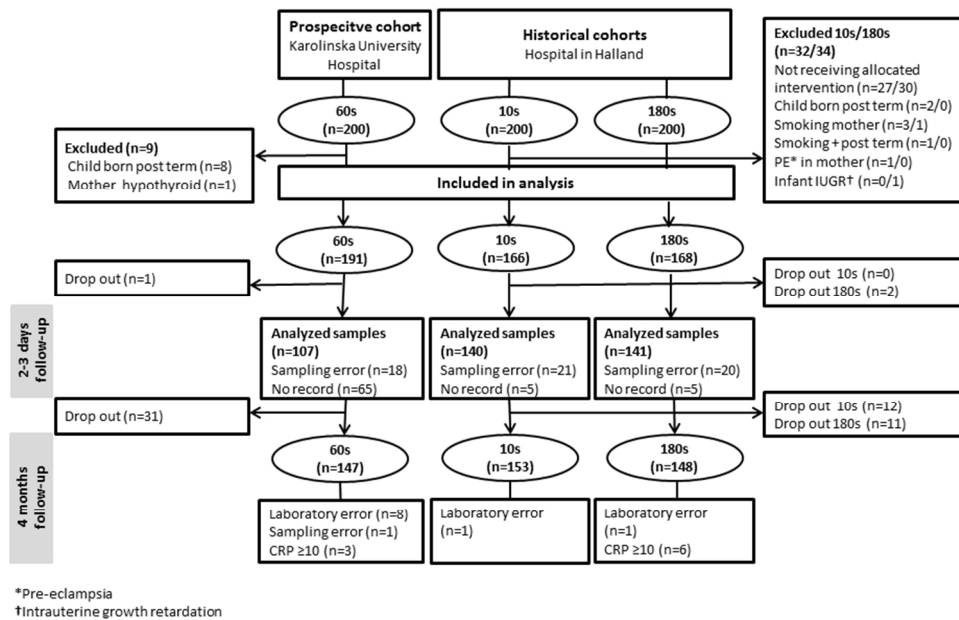 Prospecitve cohort
Karolinska University
Hospital
Historical cohorts
Hospital in Halland
Excluded 10s/180s
(n=32/34)
Not receiving allocated
intervention (n=27/30)
Child born post term (n=2/0)
Smoking mother (n=3/1)
Smoking + post term (n=1/0)
PE* in mother (n=1/0)
Infant IUGR† (n=0/1)
60s
(n=200)
10s
(n=200)
180s
(n=200)
Excluded (n=9)
Child born post term (n=8)
Mother hypothyroid (n=1)
Included in analysis
60s
(n=191)
10s
(n=166)
180s
(n=168)
Drop out (n=1)
Drop out 10s (n=0)
Drop out 180s (n=2)
2-3 days
follow-up
Analyzed samples
(n=107)
Sampling error (n=18)
No record (n=65)
Analyzed samples
(n=140)
Sampling error (n=21)
No record (n=5)
Analyzed samples
(n=141)
Sampling error (n=20)
No record (n=5)
Drop out (n=31)
Drop out 10s (n=12)
Drop out 180s (n=11)
4 months
follow-up
60s
(n=147)
10s
(n=153)
180s
(n=148)
Laboratory error (n=8)
Sampling error (n=1)
CRP ≥10 (n=3)
Laboratory error
(n=1)
Laboratory error
(n=1)
CRP ≥10 (n=6)
*Pre-eclampsia
†Intrauterine growth retardation